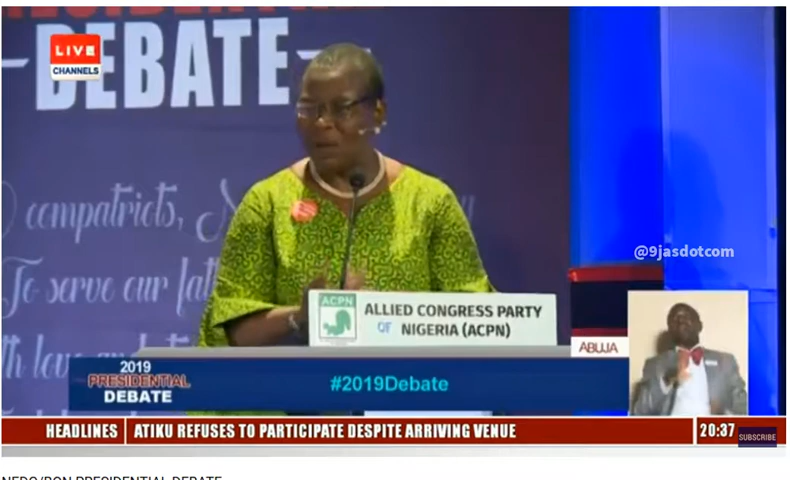 DEBATE
LIVE
CHANNELS
compatriots,
@9jasdotcom
To serve our
ACPN
ALLIED CONGRESS PARTY
OF NIGERIA (ACPN)
ABUJA
2019
PRESIDENTIAL
DEBATE
#2019Debate
HEADLINES ATIKU REFUSES TO PARTICIPATE DESPITE ARRIVING VENUE 20:37 SUBSCRIBE